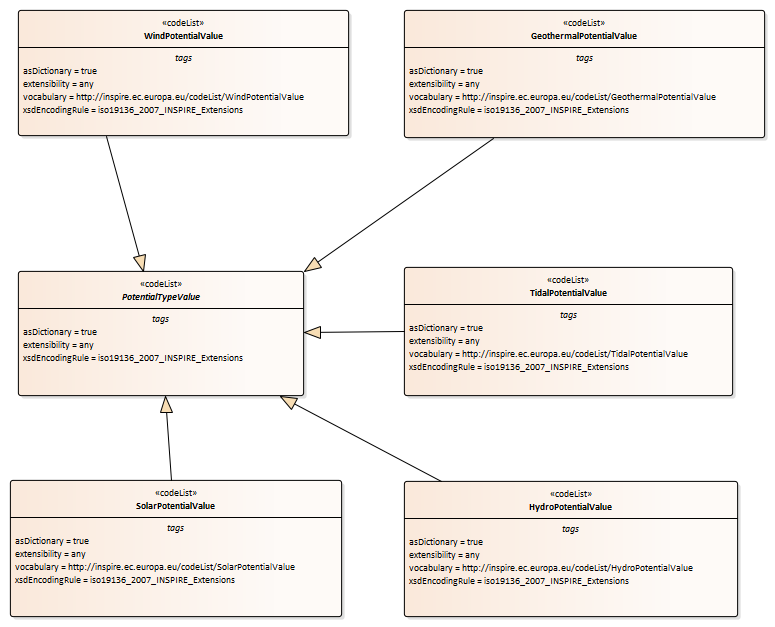 «codeList»
WindPotentialValue
tags
asDictionary = true
extensibility = any
vocabulary = http://inspire.ec.europa.eu/codeList/WindPotentialValue
xsdEncodingRule = iso19136_2007_INSPIRE_Extensions
«codeList»
GeothermalPotentialValue
tags
asDictionary = true
extensibility = any
vocabulary = http://inspire.ec.europa.eu/codeList/GeothermalPotentialValue
xsdEncodingRule = iso19136_2007_INSPIRE_Extensions
«codeList»
PotentialTypeValue
tags
asDictionary = true
extensibility = any
xsdEncodingRule = iso19136_2007_INSPIRE_Extensions
«codeList»
TidalPotentialValue
tags
asDictionary = true
extensibility = any
vocabulary = http://inspire.ec.europa.eu/codeList/TidalPotentialValue
xsdEncodingRule = iso19136_2007_INSPIRE_Extensions
«codeList»
SolarPotentialValue
tags
asDictionary = true
extensibility = any
vocabulary = http://inspire.ec.europa.eu/codeList/SolarPotentialValue
xsdEncodingRule = iso19136_2007_INSPIRE_Extensions
«codeList»
HydroPotentialValue
tags
asDictionary = true
extensibility = any
vocabulary = http://inspire.ec.europa.eu/codeList/HydroPotentialValue
xsdEncodingRule = iso19136_2007_INSPIRE_Extensions